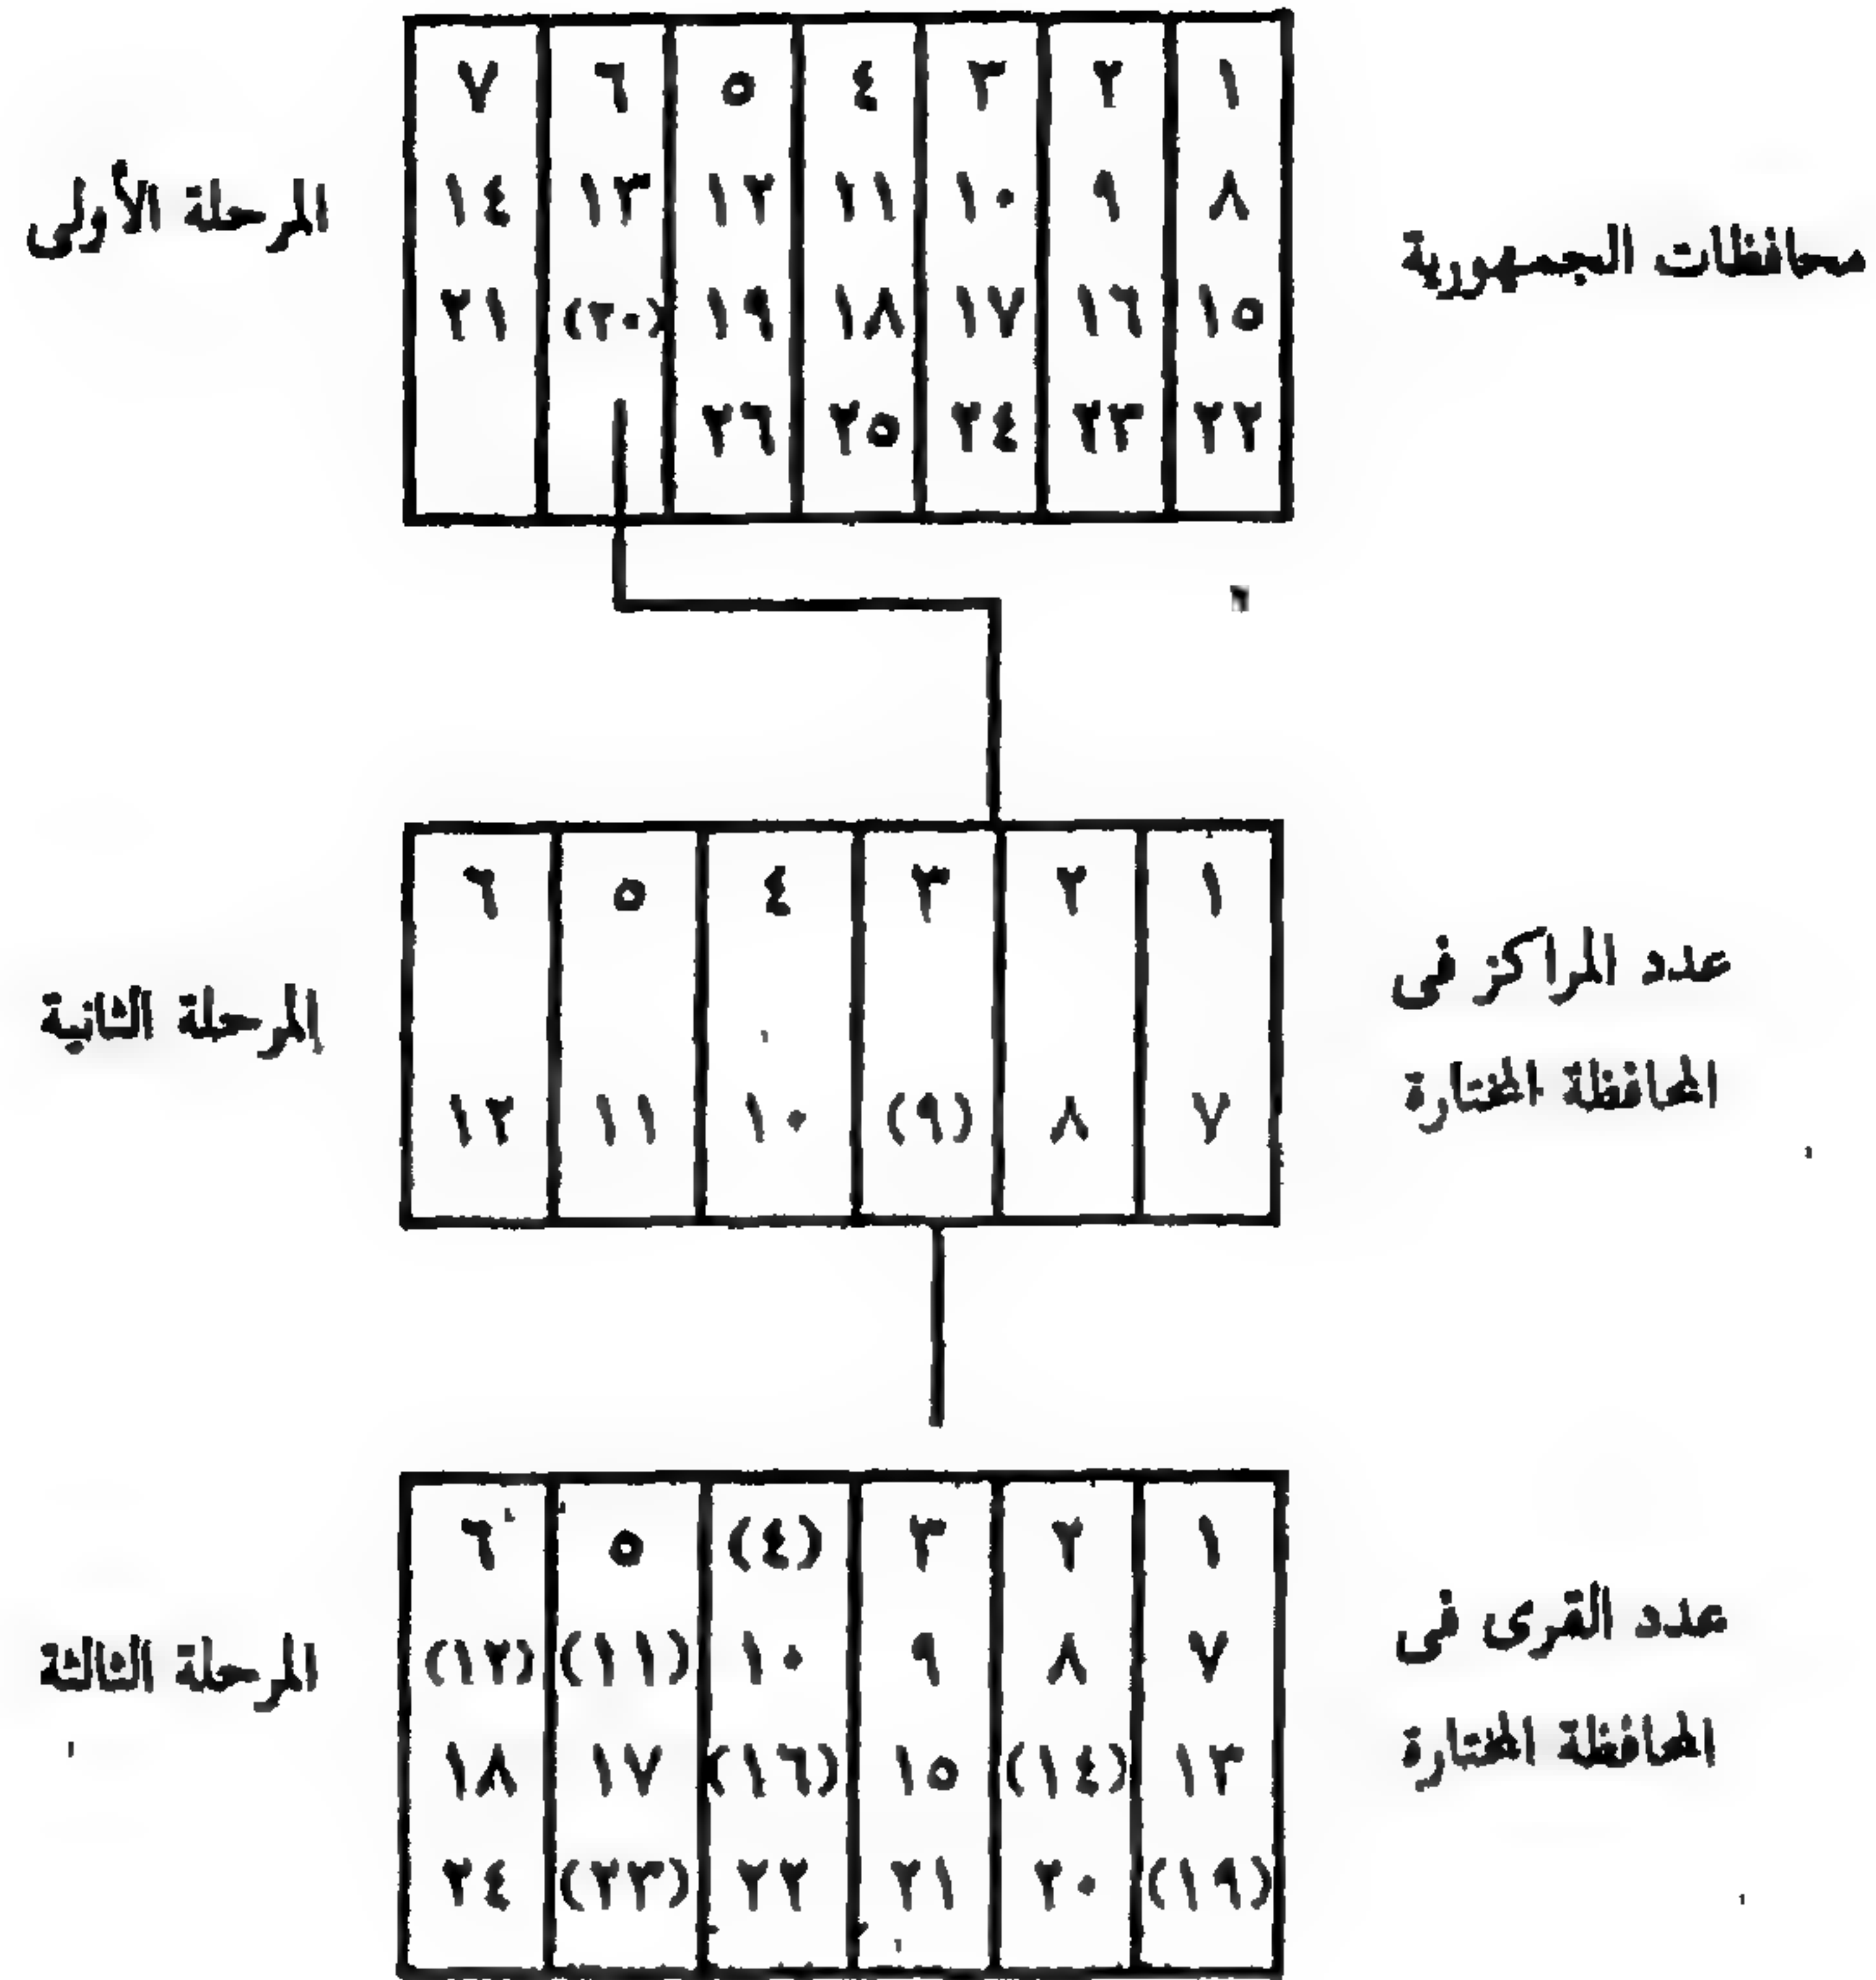 محافظات الجمهورية
١ ٢ ٣ ٤ ٥ ٦ ٧
٨ ٩ ١٠ ١١ ١٢ ١٣ ١٤
١٥ ١٦ ١٧ ١٨ ١٩ (٢٠) ٢١
٢٢ ٢٣ ٢٤ ٢٥ ٢٦
المرحلة الأولى
عدد المراكز فى
المحافظة المختارة
١ ٢ ٣ ٤ ٥ ٦
٧ ٨ (٩) ١٠ ١١ ١٢
المرحلة الثانية
عدد القرى فى
المحافظة المختارة
١ ٢ ٣ (٤) ٥ ٦
٧ ٨ ٩ ١٠ (١١) (١٢)
١٣ (١٤) ١٥ (١٦) ١٧ ١٨
(١٩) ٢٠ ٢١ ٢٢ (٢٣) ٢٤
المرحلة الثالثة